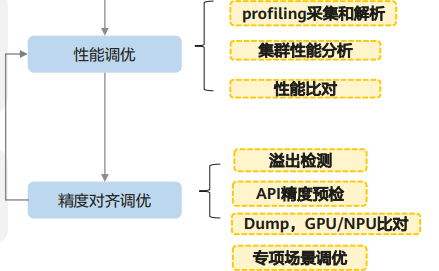 profiling采集和解析
性能调优
集群性能分析
性能比对
溢出检测
精度对齐调优
API精度预检
Dump，GPU/NPU比对
专项场景调优